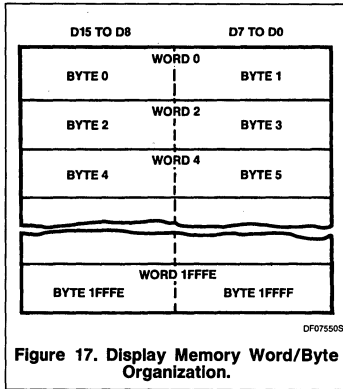 D15 TO D8 D7 TO D0
WORD 0
BYTE 0 BYTE 1
WORD 2
BYTE 2 BYTE 3
WORD 4
BYTE 4 BYTE 5
WORD 1FFFE
BYTE 1FFFE BYTE 1FFFF
DF07550S
Figure 17. Display Memory Word/Byte
Organization.